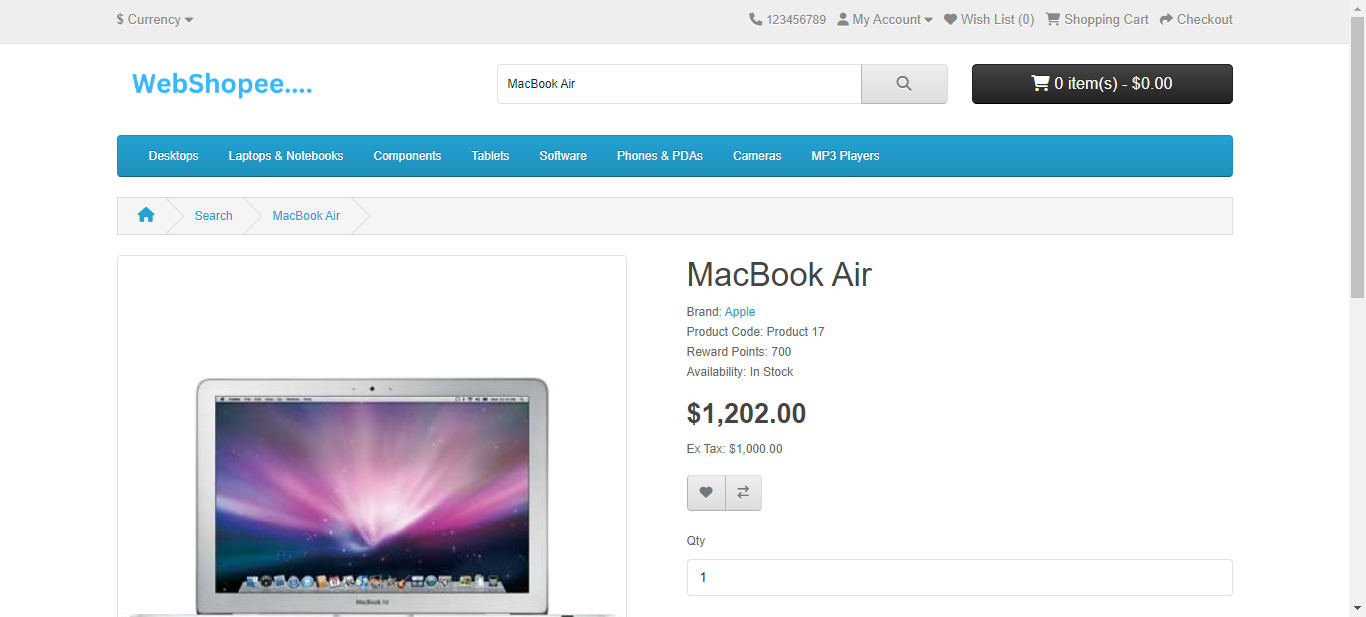 $ Currency
123456789 My Account Wish List (0) Shopping Cart Checkout
WebShopee....
MacBook Air
0 item(s) - $0.00
Desktops Laptops & Notebooks Components Tablets Software Phones & PDAs Cameras MP3 Players
Search MacBook Air
MacBook Air
Brand: Apple
Product Code: Product 17
Reward Points: 700
Availability: In Stock
$1,202.00
Ex Tax: $1,000.00
Qty
1
MacBook Air